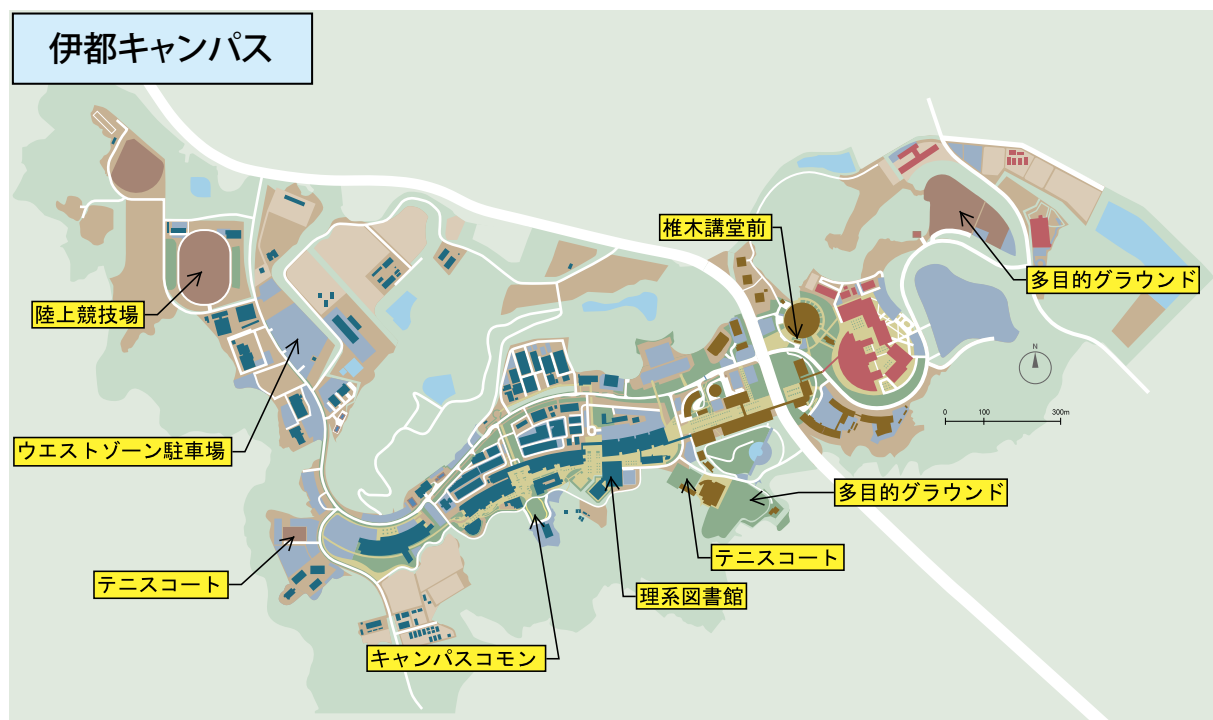 伊都キャンパス
椎木講堂前
多目的グラウンド
陸上競技場
N
0 100 300m
ウエストゾーン駐車場
多目的グラウンド
テニスコート
テニスコート
理系図書館
キャンパスコモン